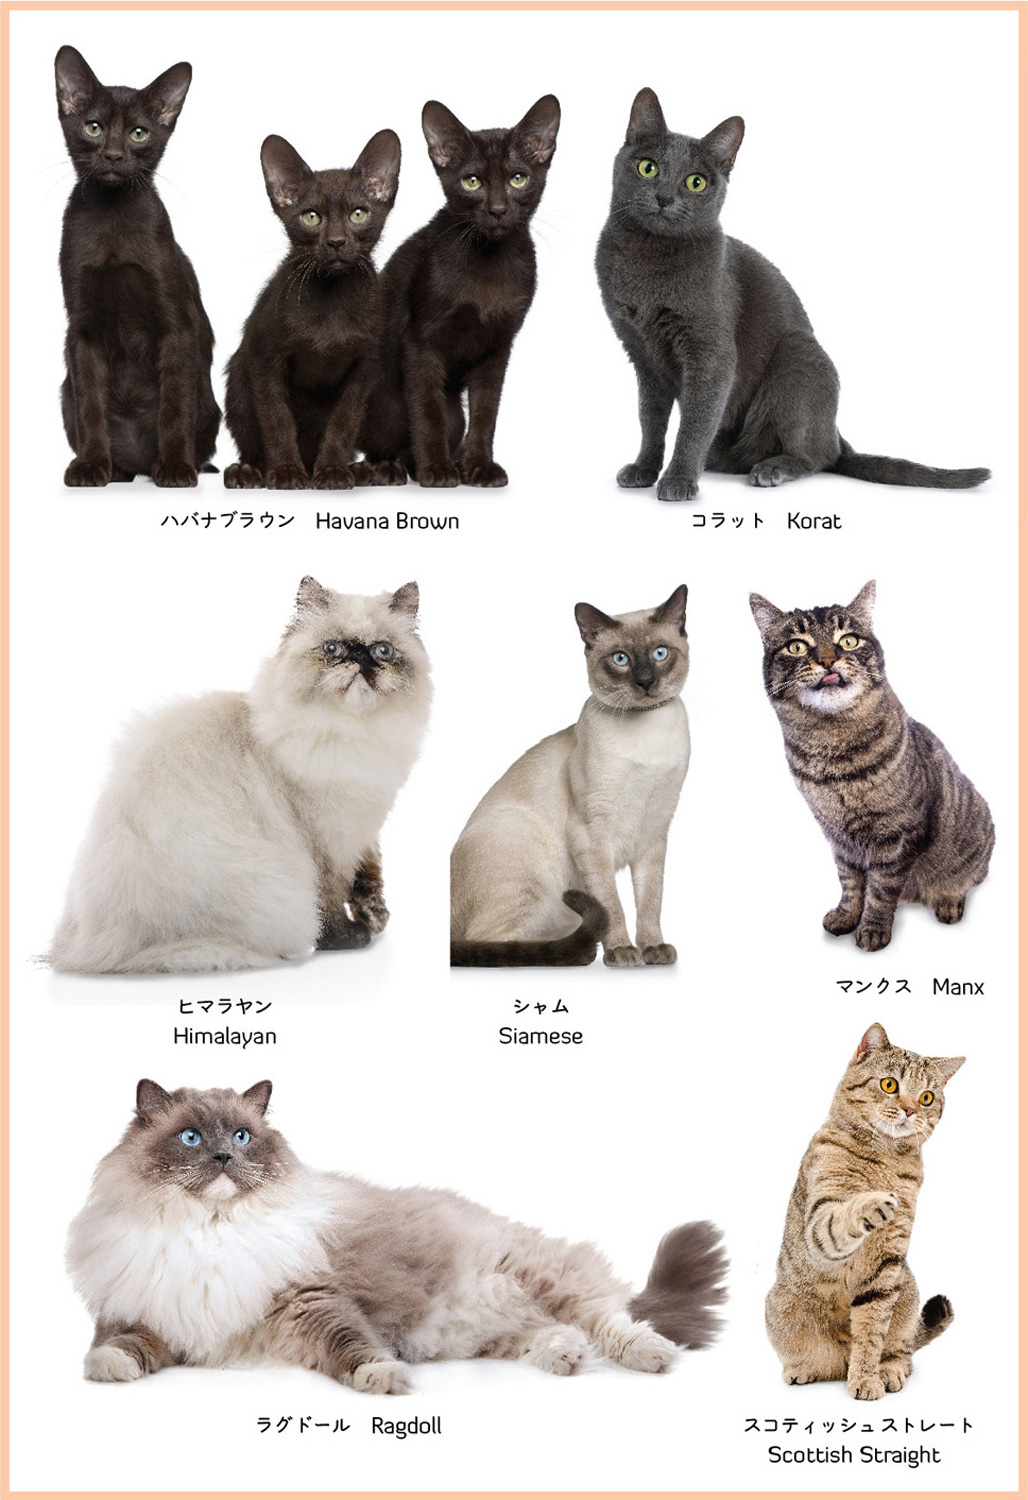 ハバナブラウン Havana Brown
コラット Korat
ヒマラヤン
Himalayan
シャム
Siamese
マンクス Manx
ラグドール Ragdoll
スコティッシュストレート
Scottish Straight